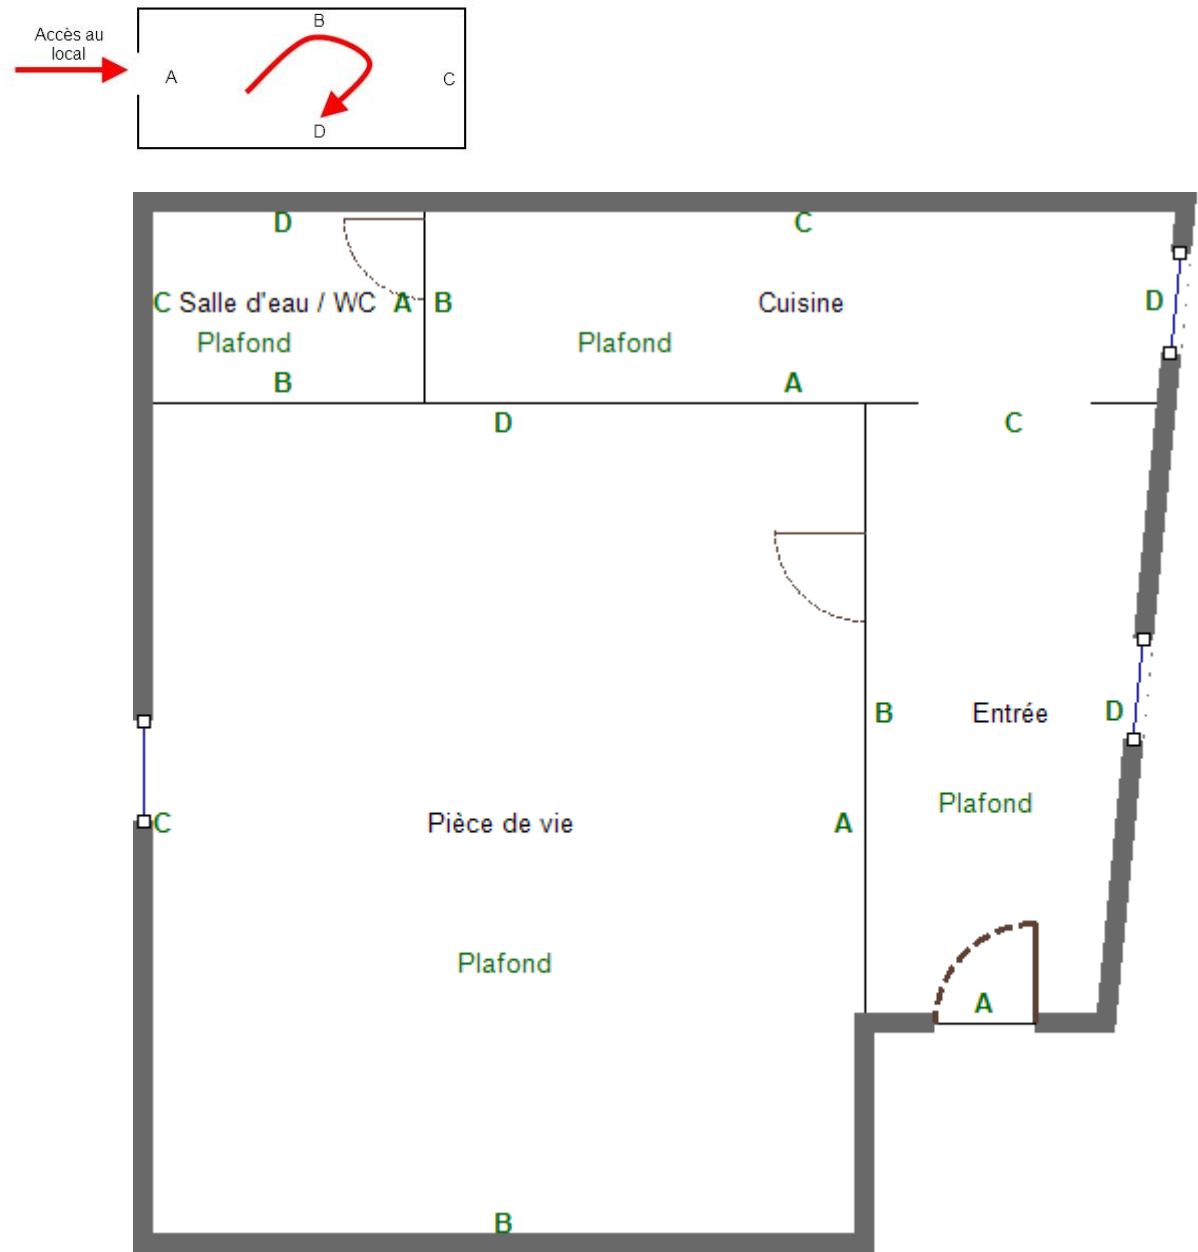 B
Accès au
local
A
C
D
D
C
C Salle d'eau / WC A B
Cuisine
D
Plafond
Plafond
B
A
D
C
B
Entrée
D
Plafond
C
Pièce de vie
A
Plafond
A
B